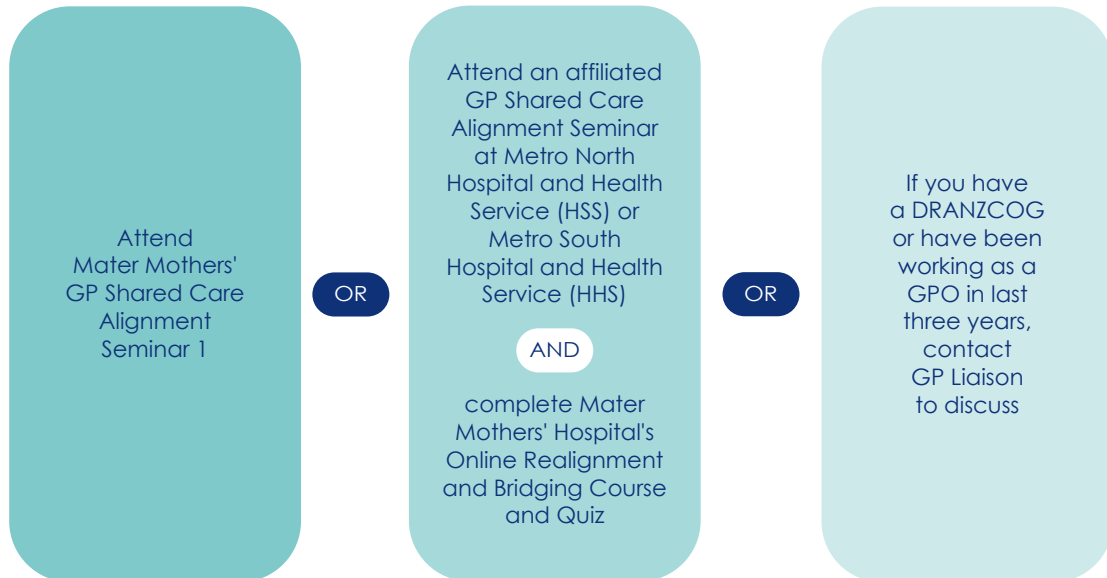 Attend
Mater Mothers'
GP Shared Care
Alignment
Seminar 1
OR
Attend an affiliated
GP Shared Care
Alignment Seminar
at Metro North
Hospital and Health
Service (HSS) or
Metro South
Hospital and Health
Service (HHS)
AND
complete Mater
Mothers' Hospital's
Online Realignment
and Bridging Course
and Quiz
OR
If you have
a DRANZCOG
or have been
working as a
GPO in last
three years,
contact
GP Liaison
to discuss